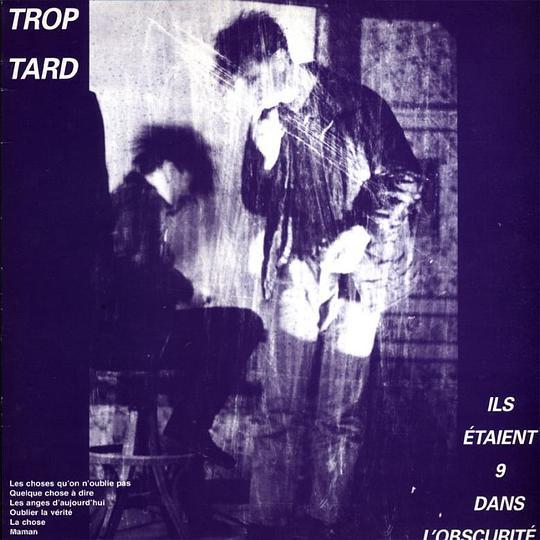 TROP
TARD
ILS
ÉTAIENT
9
DANS
L'OBSCURITÉ
Les choses qu'on n'oublie pas
Quelque chose à dire
Les anges d'aujourd'hui
Oublier la vérité
La chose
Maman